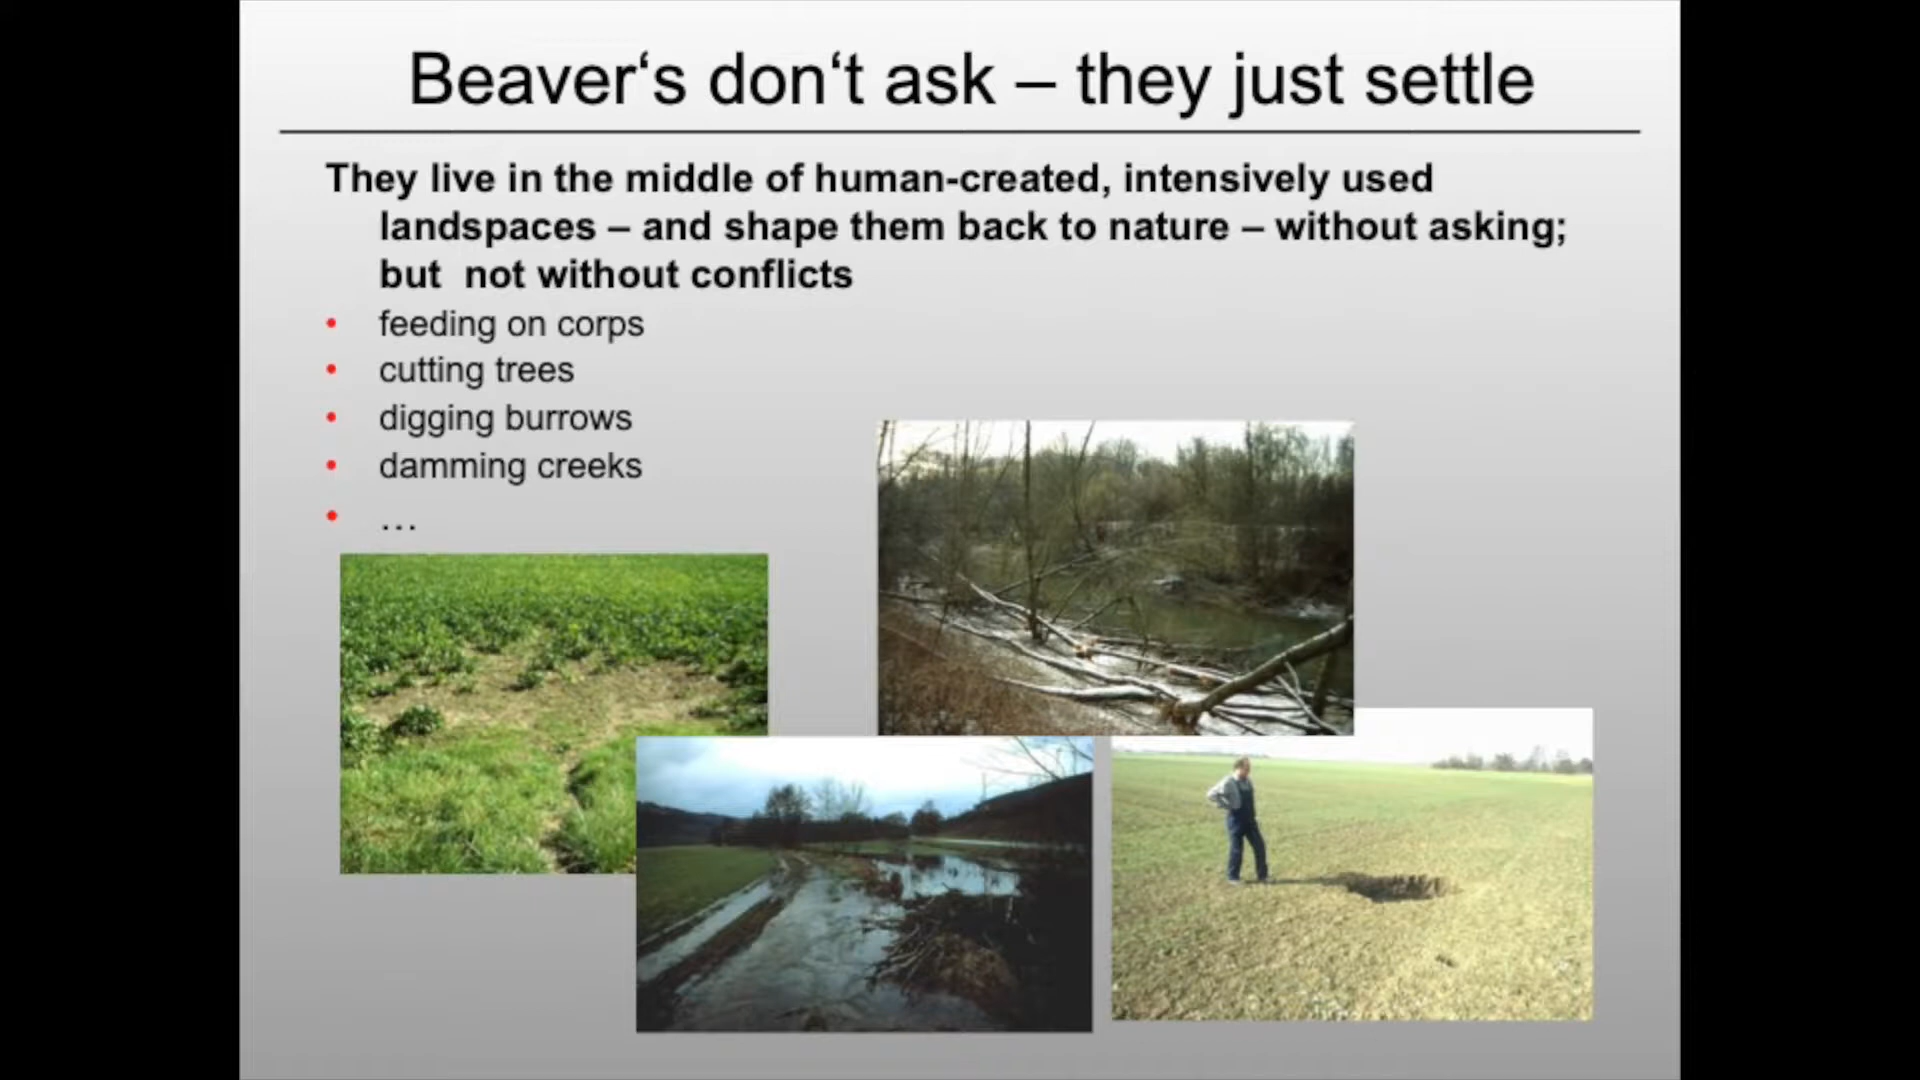 Beaver‘s don‘t ask – they just settle
They live in the middle of human-created, intensively used
landspaces – and shape them back to nature – without asking;
but  not without conflicts
• feeding on corps
• cutting trees
• digging burrows
• damming creeks
• …